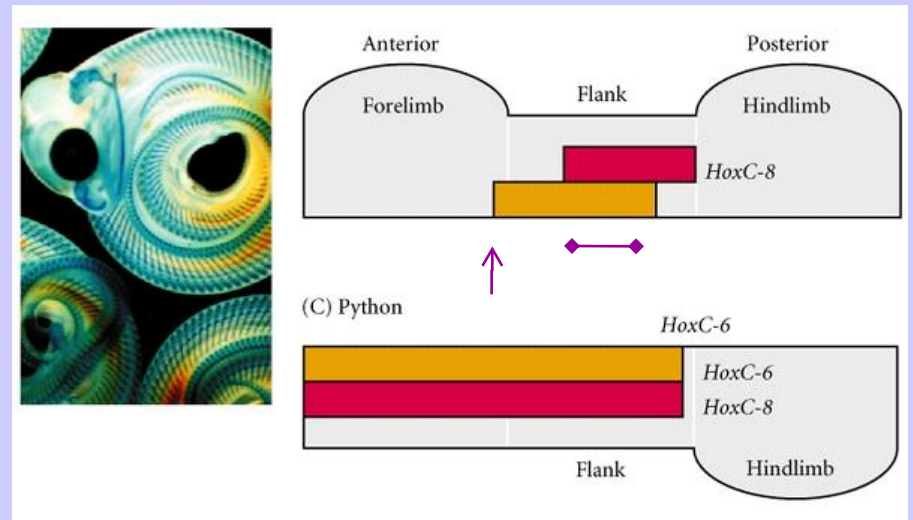 Anterior
Posterior
Forelimb
Flank
Hindlimb
HoxC-8
(C) Python
HoxC-6
HoxC-6
HoxC-8
Flank
Hindlimb